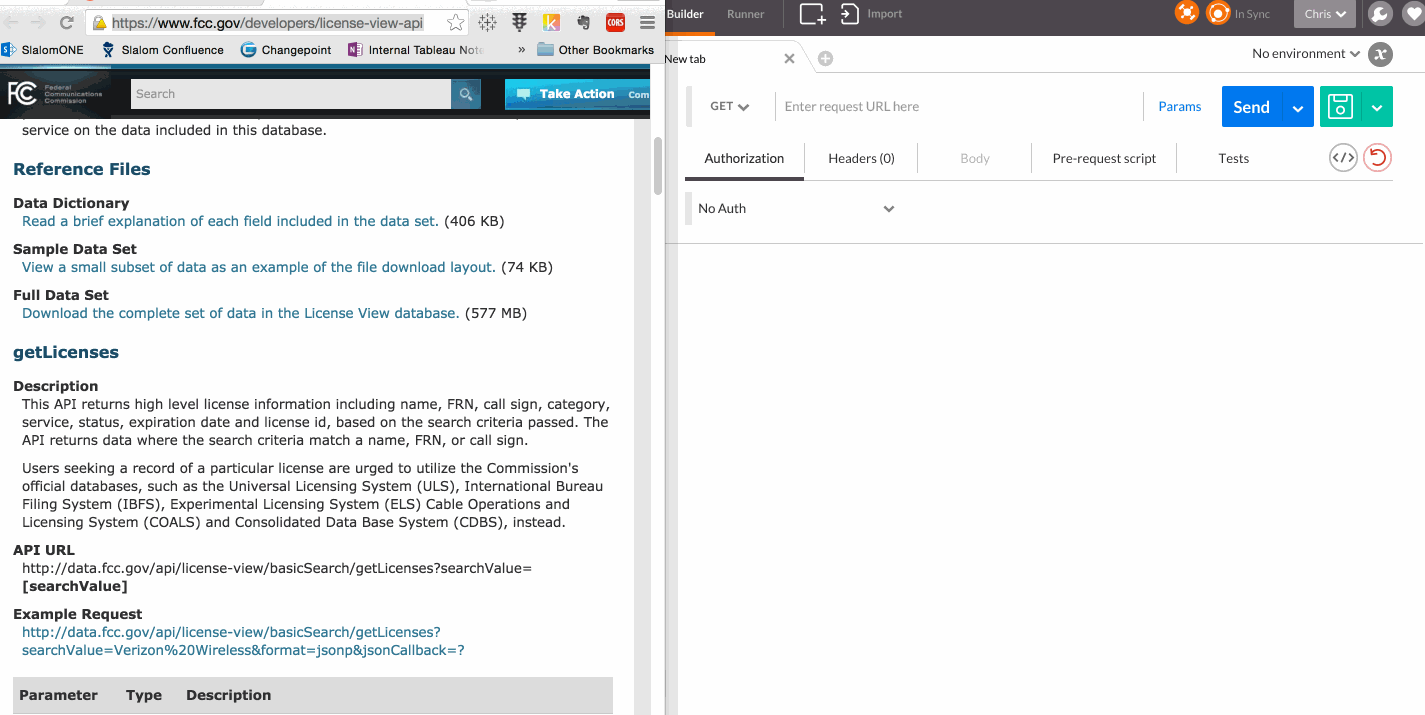 https://www.fcc.gov/developers/license-view-api
CORS
SlalomONE
Slalom Confluence
Changepoint
Internal Tableau Note
»
Other Bookmarks
FCC
Federal
Communications
Commission
Search
Take Action
Com
service on the data included in this database.
Reference Files
Data Dictionary
Read a brief explanation of each field included in the data set. (406 KB)
Sample Data Set
View a small subset of data as an example of the file download layout. (74 KB)
Full Data Set
Download the complete set of data in the License View database. (577 MB)
getLicenses
Description
This API returns high level license information including name, FRN, call sign, category,
service, status, expiration date and license id, based on the search criteria passed. The
API returns data where the search criteria match a name, FRN, or call sign.
Users seeking a record of a particular license are urged to utilize the Commission's
official databases, such as the Universal Licensing System (ULS), International Bureau
Filing System (IBFS), Experimental Licensing System (ELS) Cable Operations and
Licensing System (COALS) and Consolidated Data Base System (CDBS), instead.
API URL
http://data.fcc.gov/api/license-view/basicSearch/getLicenses?searchValue=
[searchValue]
Example Request
http://data.fcc.gov/api/license-view/basicSearch/getLicenses?
searchValue=Verizon%20Wireless&format=jsonp&jsonCallback=?
Parameter Type Description
Builder
Runner
Import
In Sync
Chris
New tab
No environment
x
GET
Enter request URL here
Params
Send
Authorization
Headers (0)
Body
Pre-request script
Tests
</>
No Auth